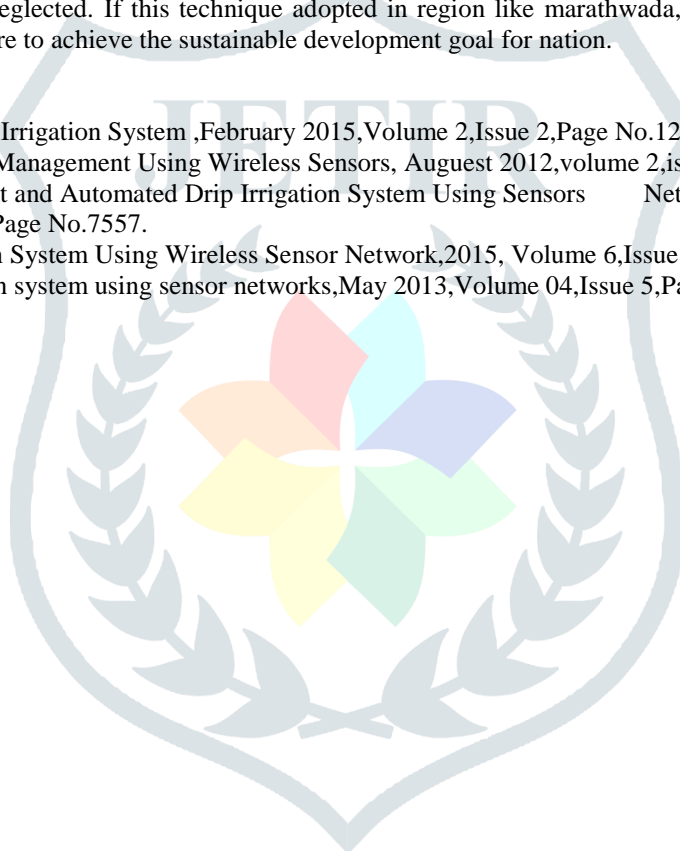 eglected. If this technique adopted in region like marathwada,
re to achieve the sustainable development goal for nation.
JETIR
Irrigation System ,February 2015,Volume 2,Issue 2,Page No.12
Management Using Wireless Sensors, Auguest 2012,volume 2,is
t and Automated Drip Irrigation System Using Sensors Net
Page No.7557.
n System Using Wireless Sensor Network,2015, Volume 6,Issue
n system using sensor networks,May 2013,Volume 04,Issue 5,Pa